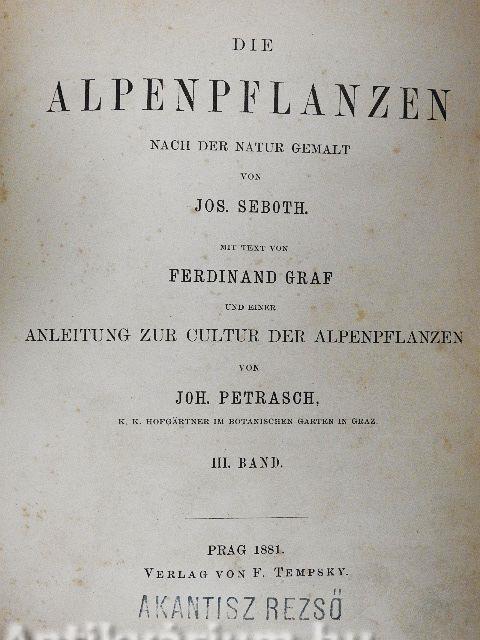 DIE
ALPENPFLANZEN
NACH DER NATUR GEMALT
VON
JOS. SEBOTH.
MIT TEXT VON
FERDINAND GRAF
UND EINER
ANLEITUNG ZUR CULTUR DER ALPENPFLANZEN
VON
JOH. PETRASCH,
K. K. HOFGÄRTNER IM BOTANISCHEN GARTEN IN GRAZ.
III. BAND.
PRAG 1881.
VERLAG VON F. TEMPSKY.
AKANTISZ REZSŐ
Antikvárium.hu